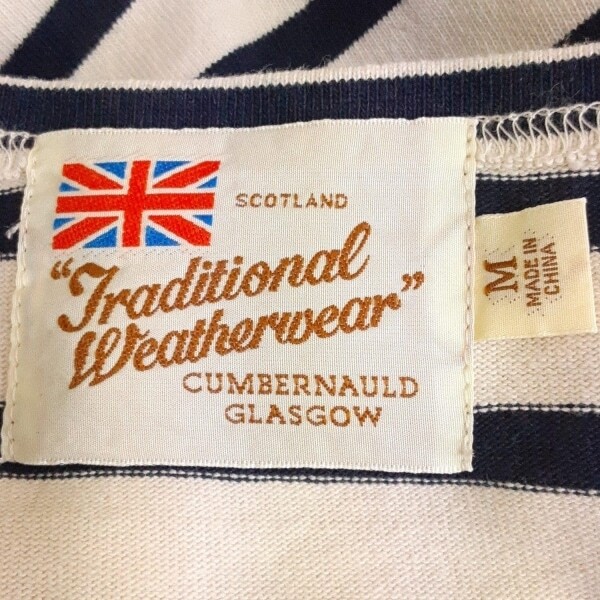 SCOTLAND
"Traditional
Weatherwear"
CUMBERNAULD
GLASGOW
M
MADE IN
CHINA